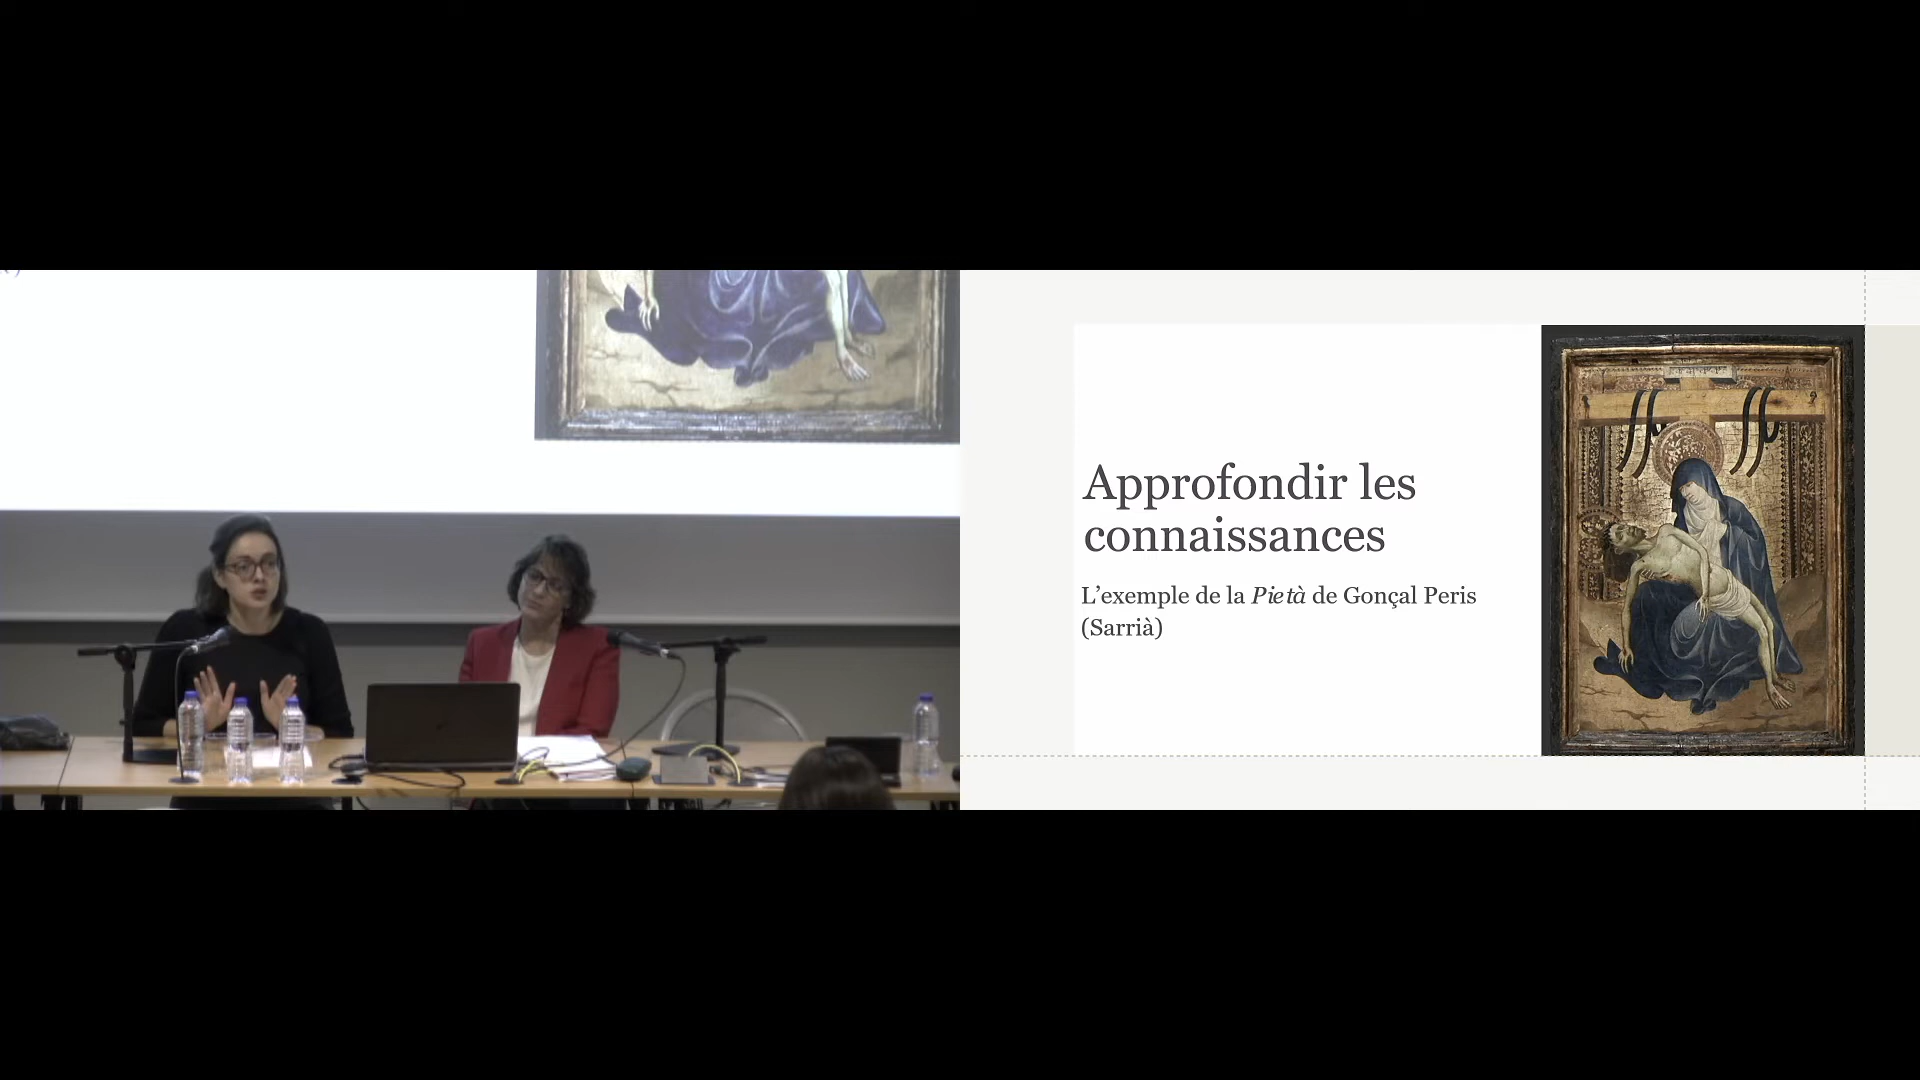 Approfondir les
connaissances
L’exemple de la Pietà de Gonçal Peris
(Sarrià)